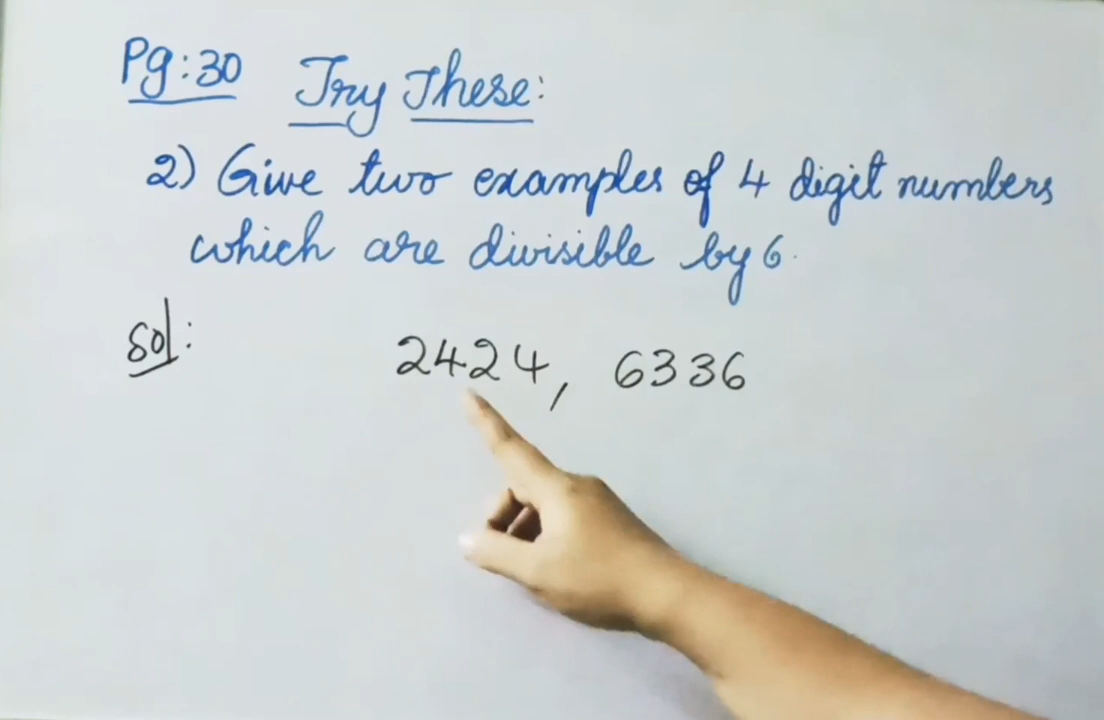 Pg:30 Try These:
2) Give two examples of 4 digit numbers
which are divisible by 6.
Sol: 2424, 6336